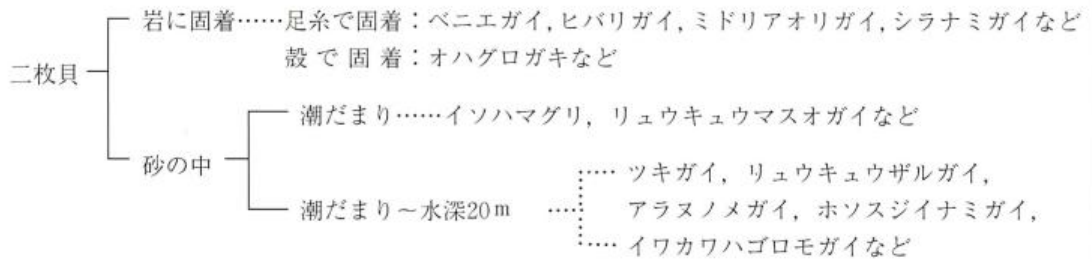 岩に固着……足糸で固着：ベニエガイ,ヒバリガイ,ミドリアオリガイ,シラナミガイなど
殻で固着：オハグロガキなど
二枚貝
潮だまり……イソハマグリ，リュウキュウマスオガイなど
砂の中
ツキガイ，リュウキュウザルガイ,
潮だまり～水深20m
アラヌノメガイ，ホソスジイナミガイ,
イワカワハゴロモガイなど